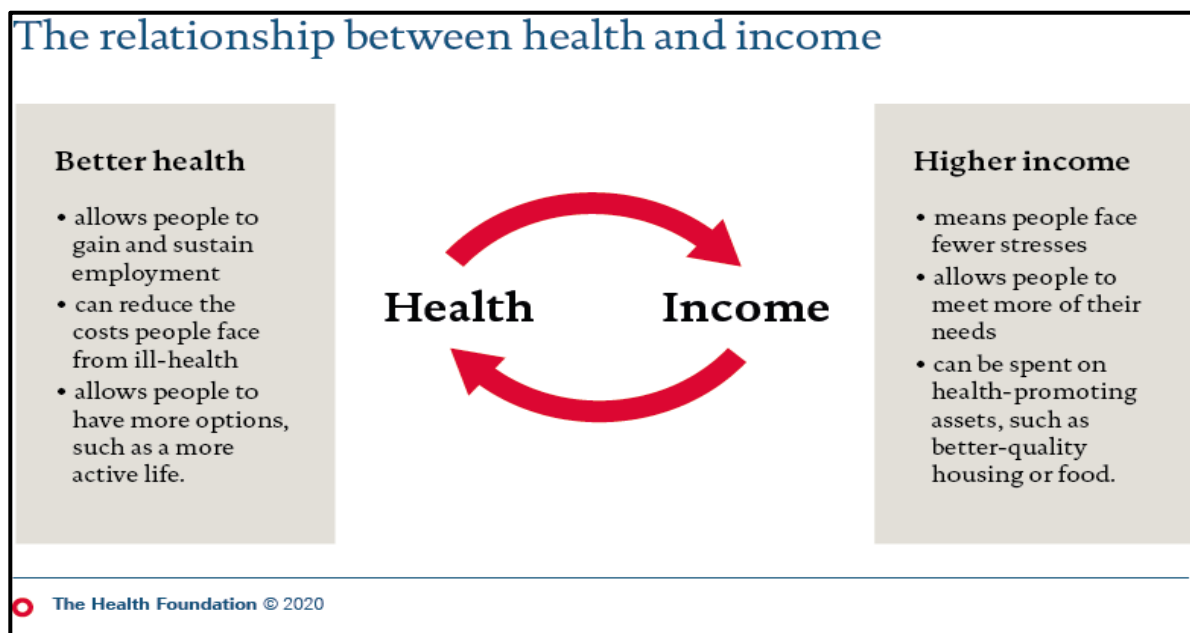 The relationship between health and income
Better health
• allows people to
gain and sustain
employment
• can reduce the
costs people face
from ill-health
• allows people to
have more options,
such as a more
active life.
Health
Income
Higher income
• means people face
fewer stresses
• allows people to
meet more of their
needs
• can be spent on
health-promoting
assets, such as
better-quality
housing or food.
The Health Foundation © 2020